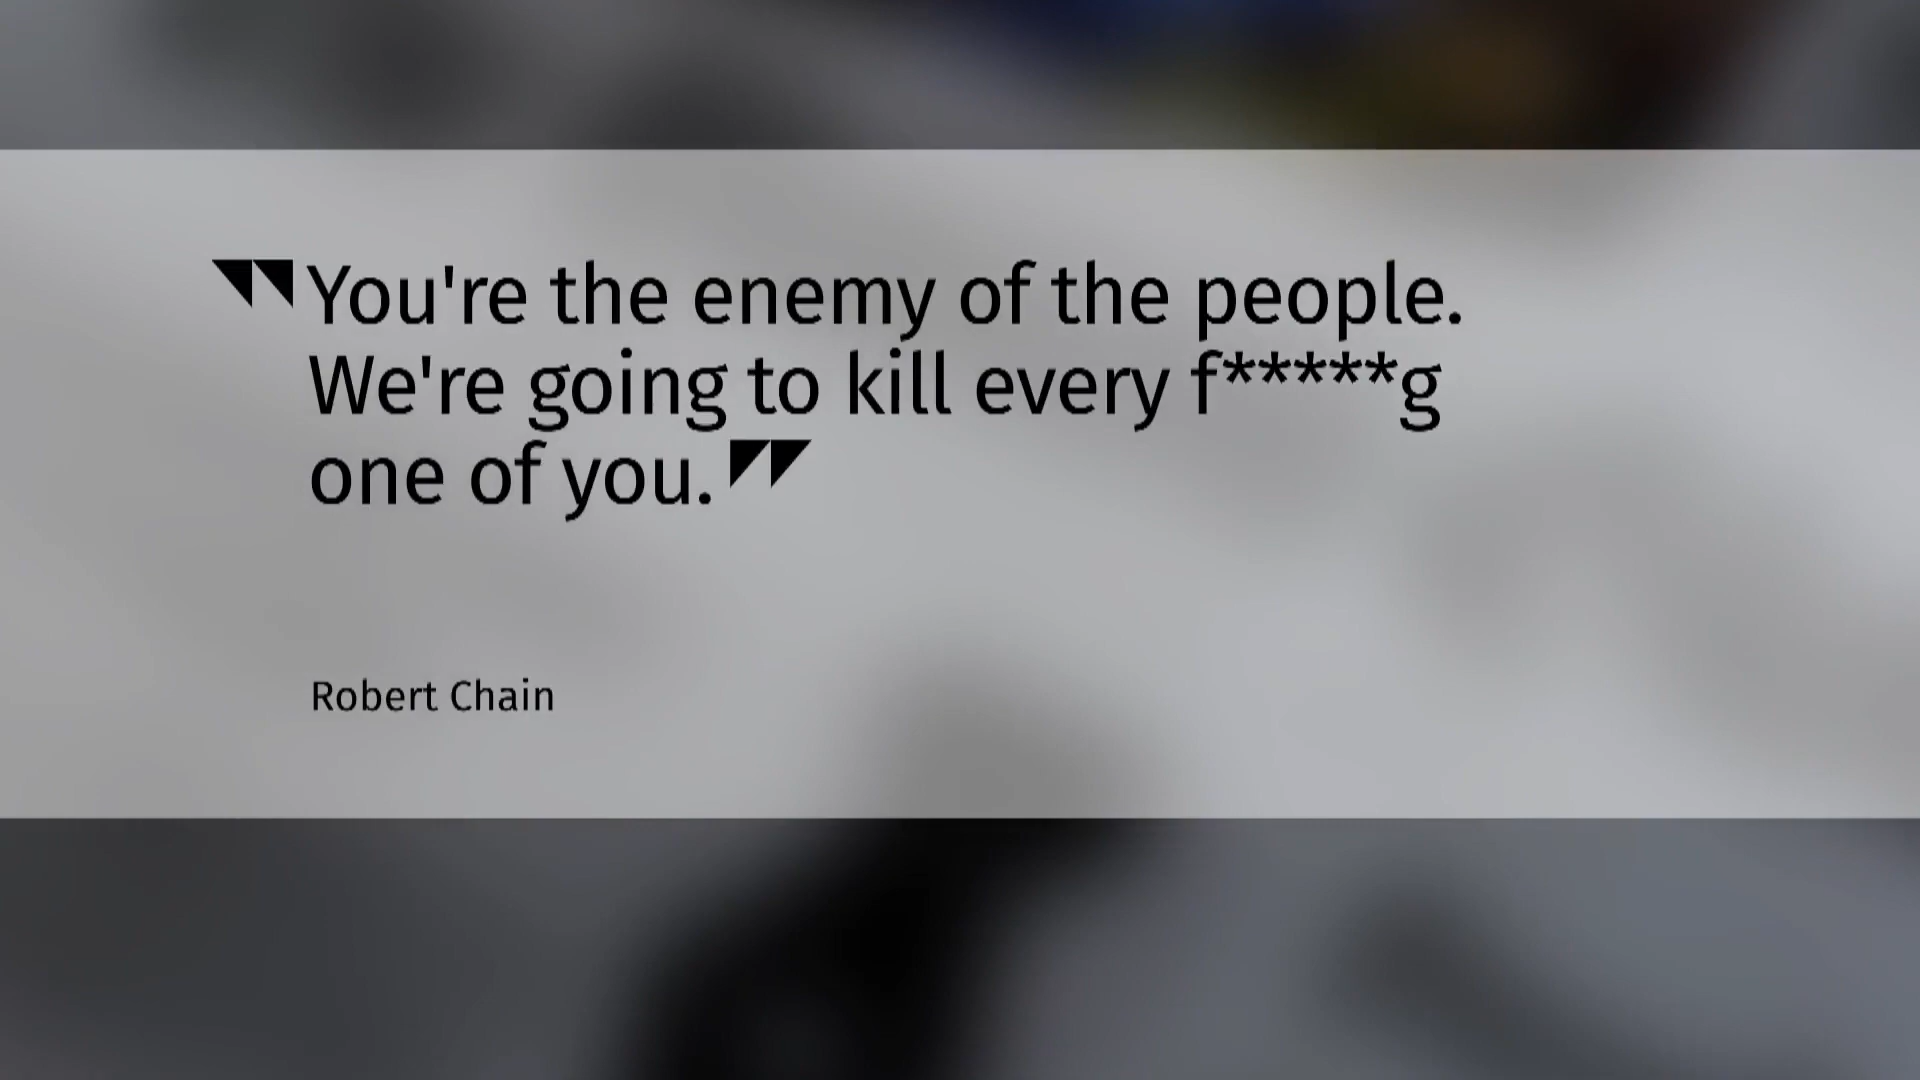 "You're the enemy of the people.
We're going to kill every f*****g
one of you."
Robert Chain